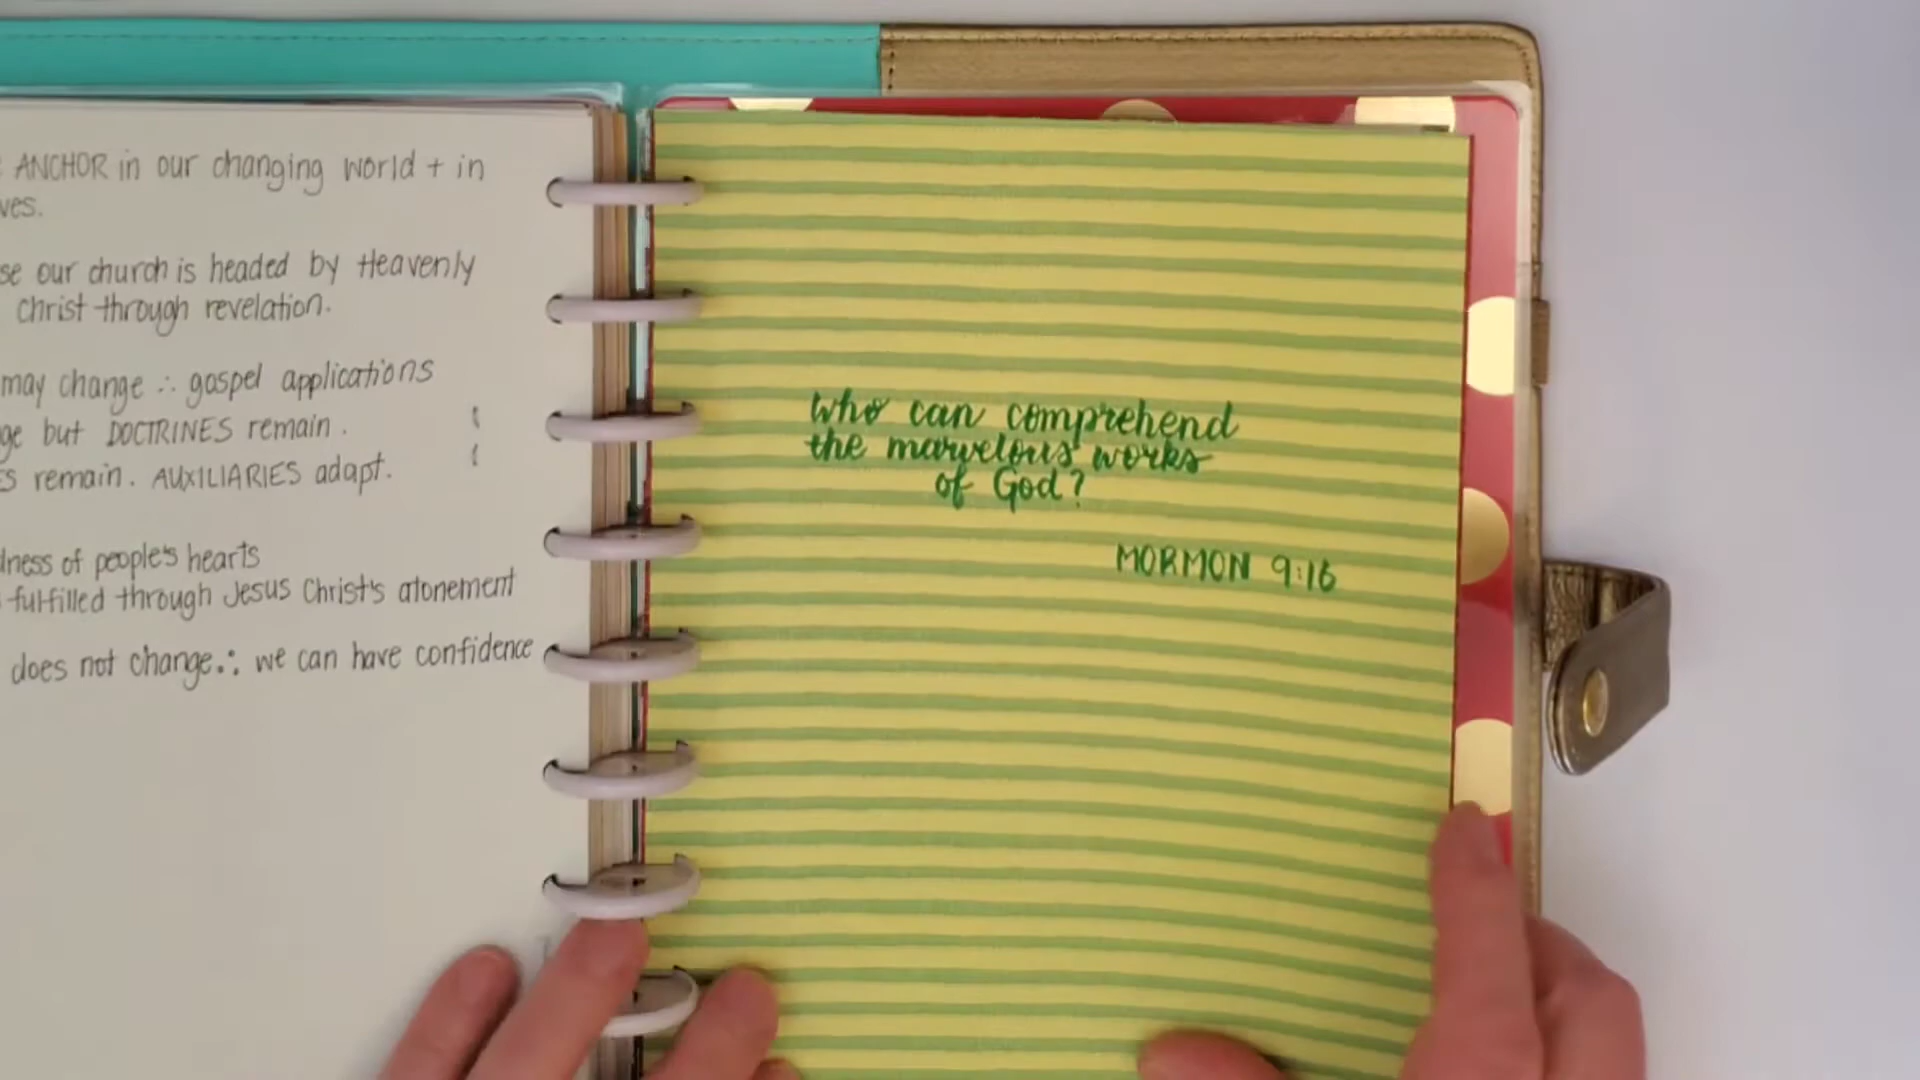 ANCHOR in our changing world + in
ves.
se our church is headed by Heavenly
Christ through revelation.
may change ∴ gospel applications
ge but DOCTRINES remain.
S remain. AUXILIARIES adapt.
dness of people's hearts
fulfilled through Jesus Christ's atonement
does not change.∴ we can have confidence
who can comprehend
the marvelous works
of God?
MORMON 9:16